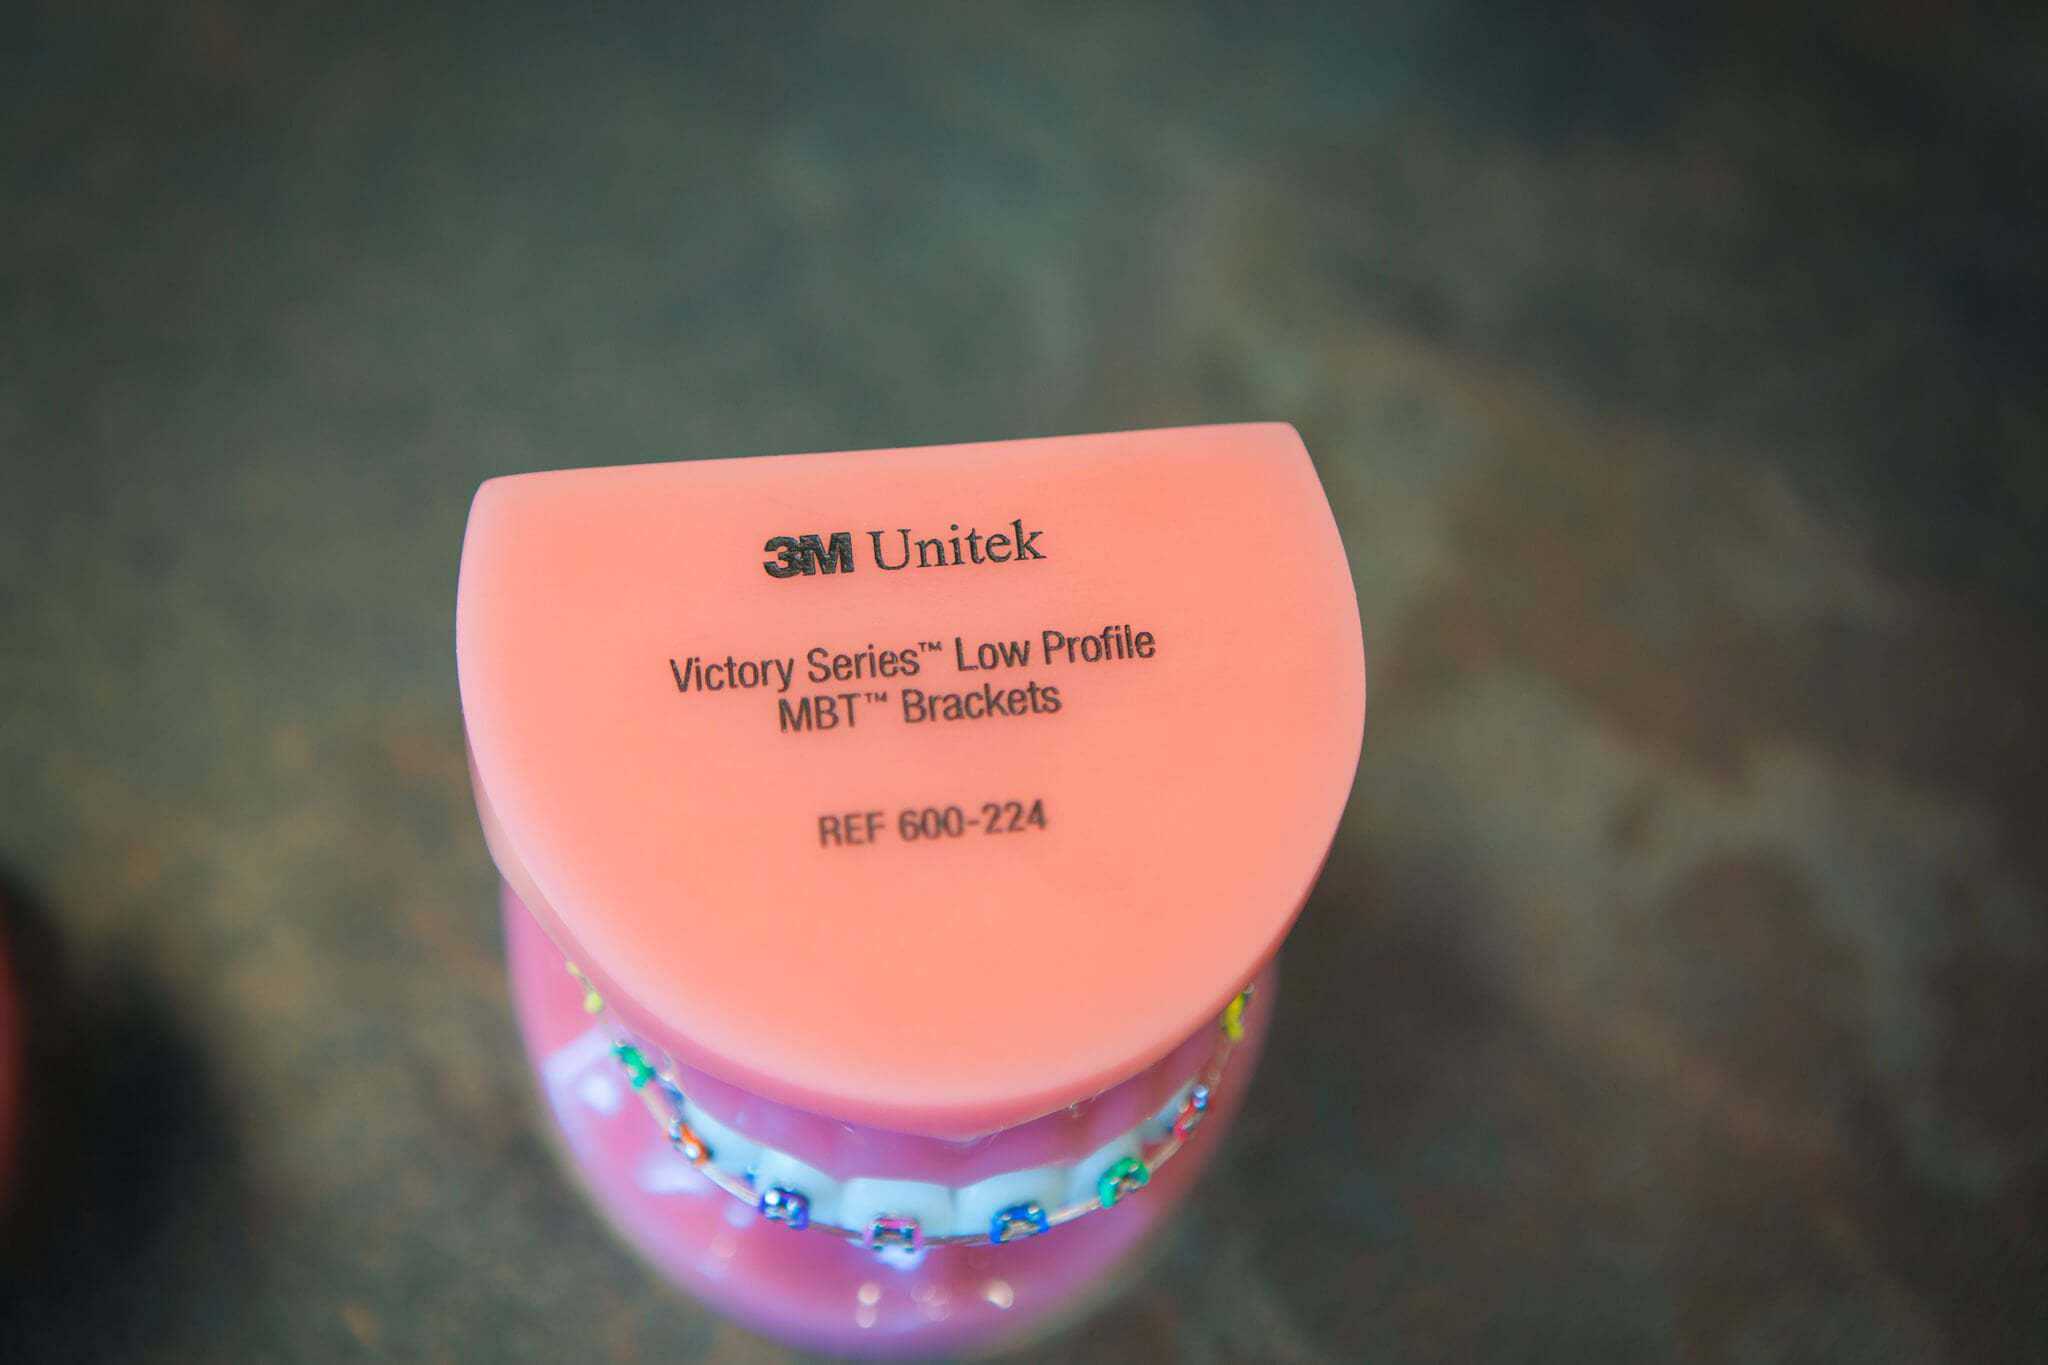 3M Unitek
Victory Series™ Low Profile
MBT™ Brackets
REF 600-224